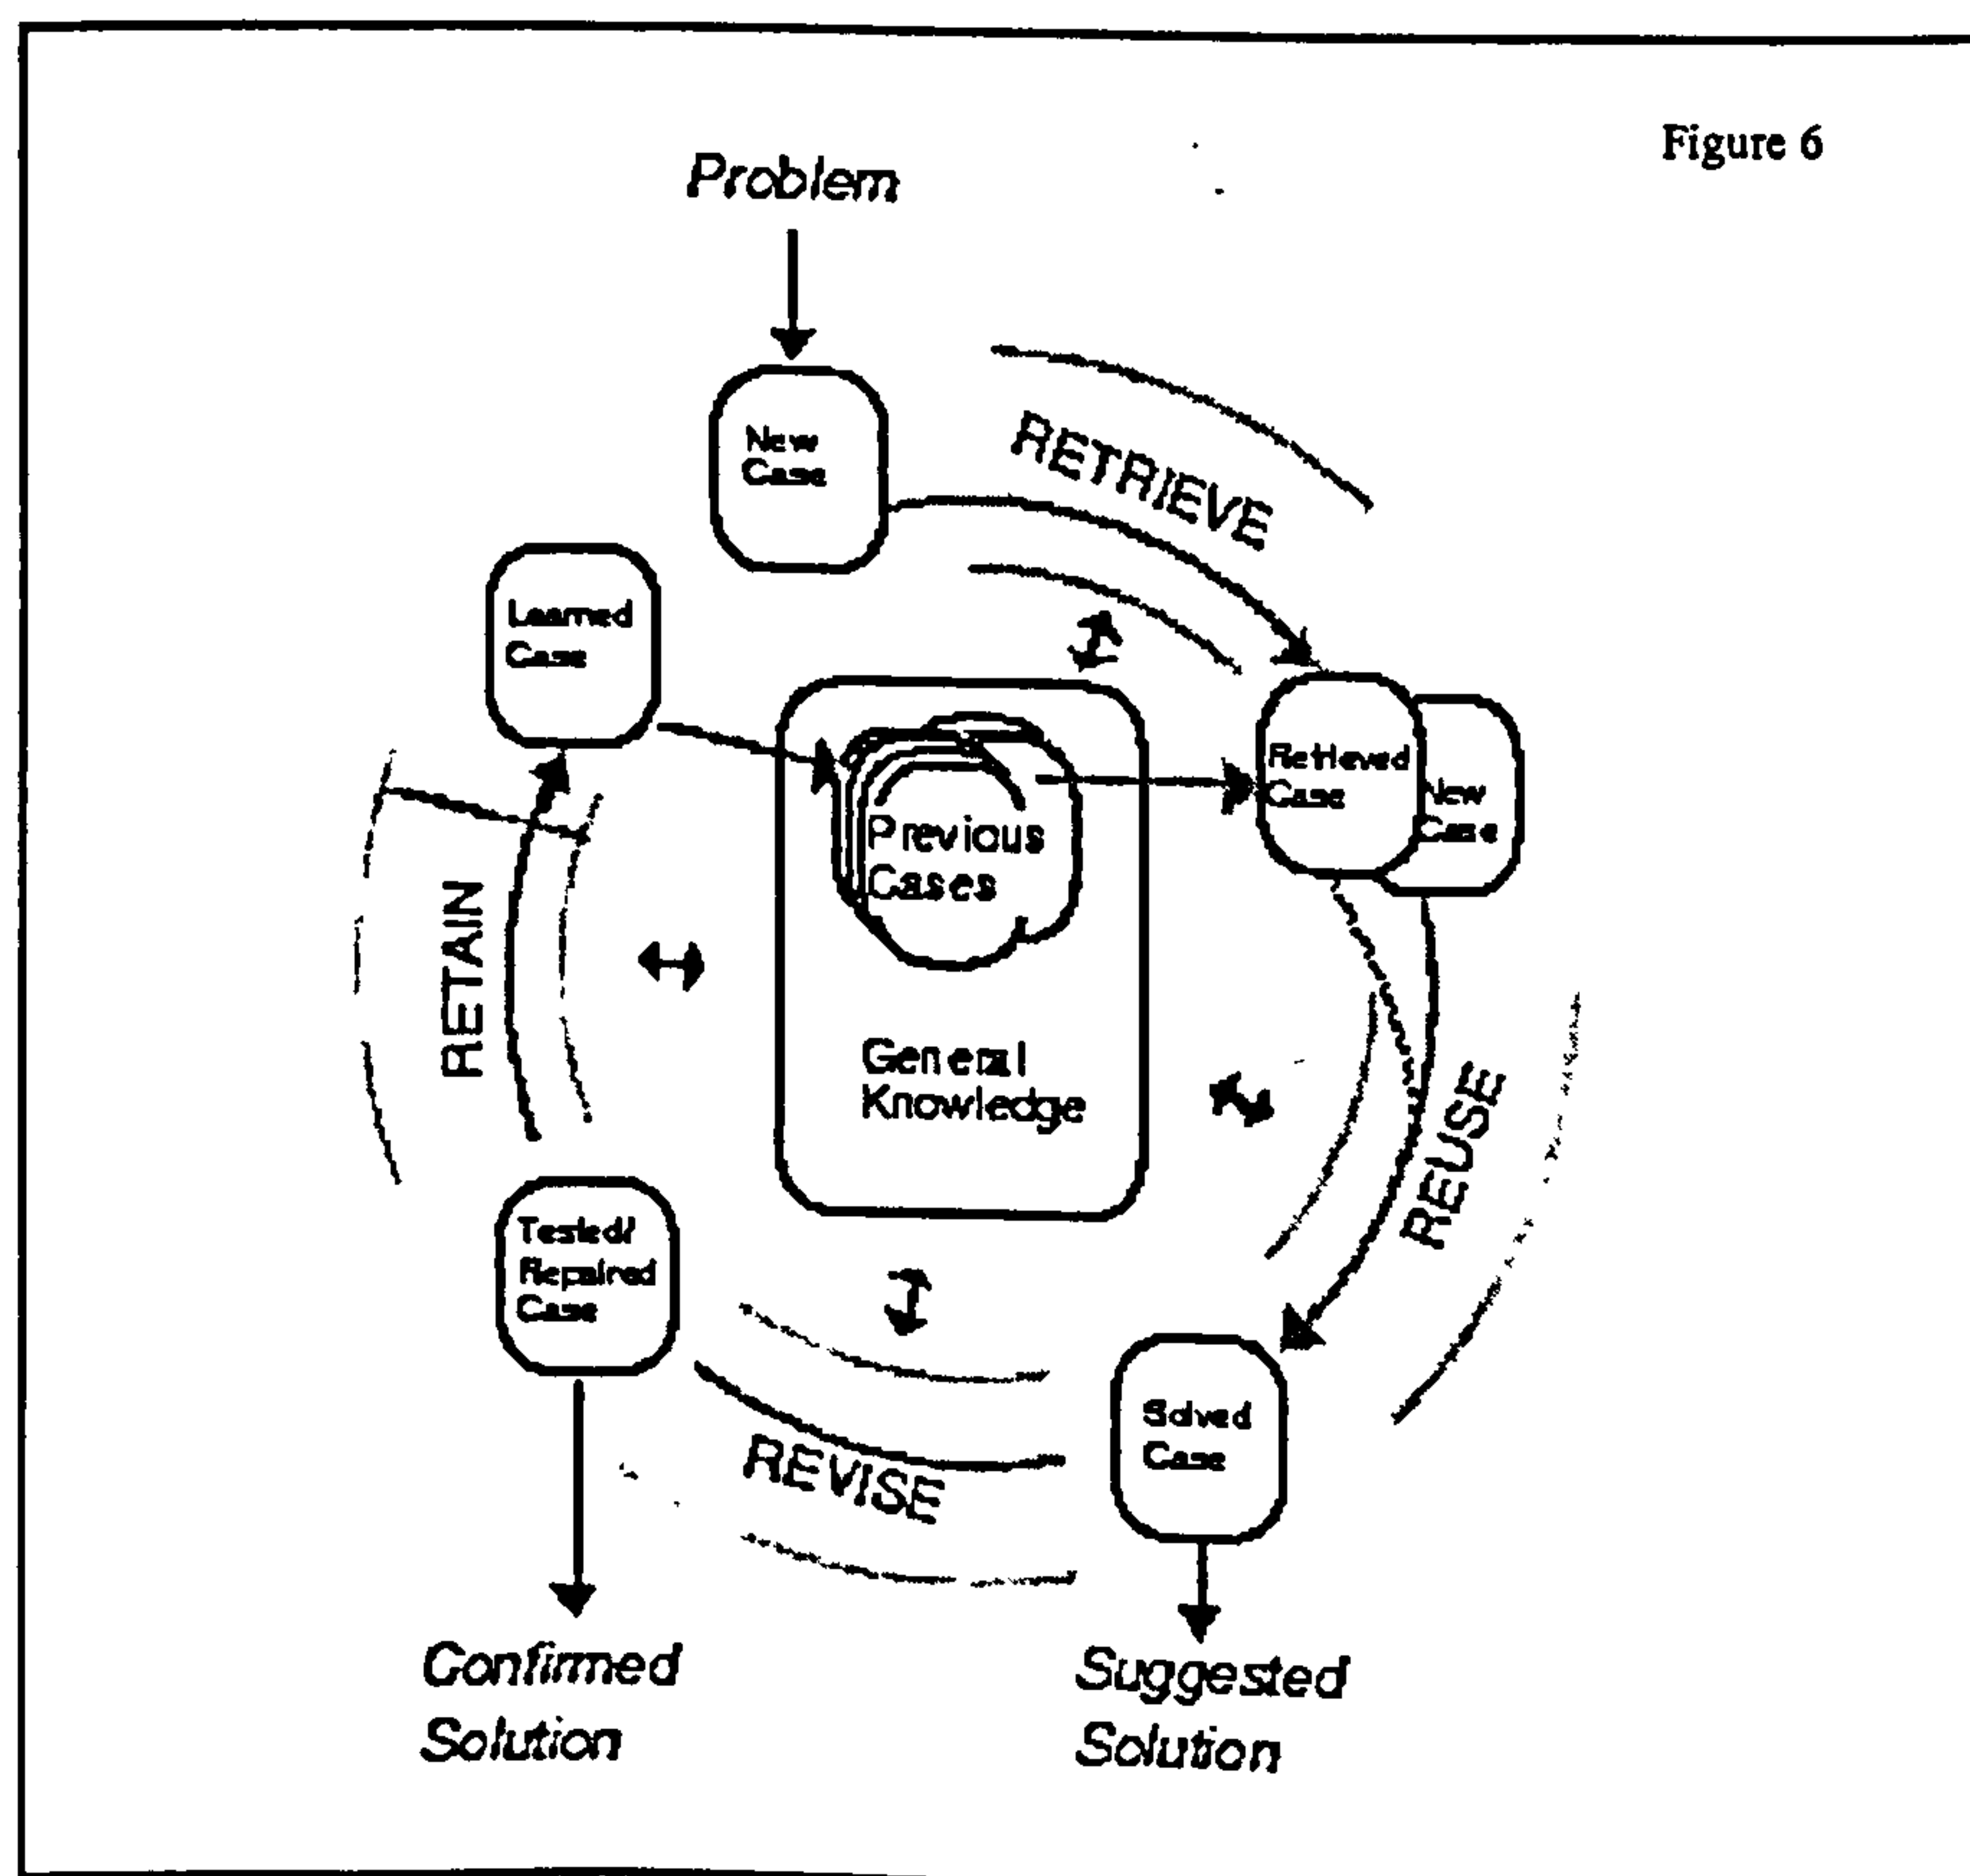 Figure 6
Problem
New
Case
RETRIEVE
Learned
Case
Retrieved
Case
New
Case
Previous
Cases
RETAIN
General
Knowledge
REUSE
Tested/
Repaired
Case
Solved
Case
REVISE
Confirmed
Solution
Suggested
Solution